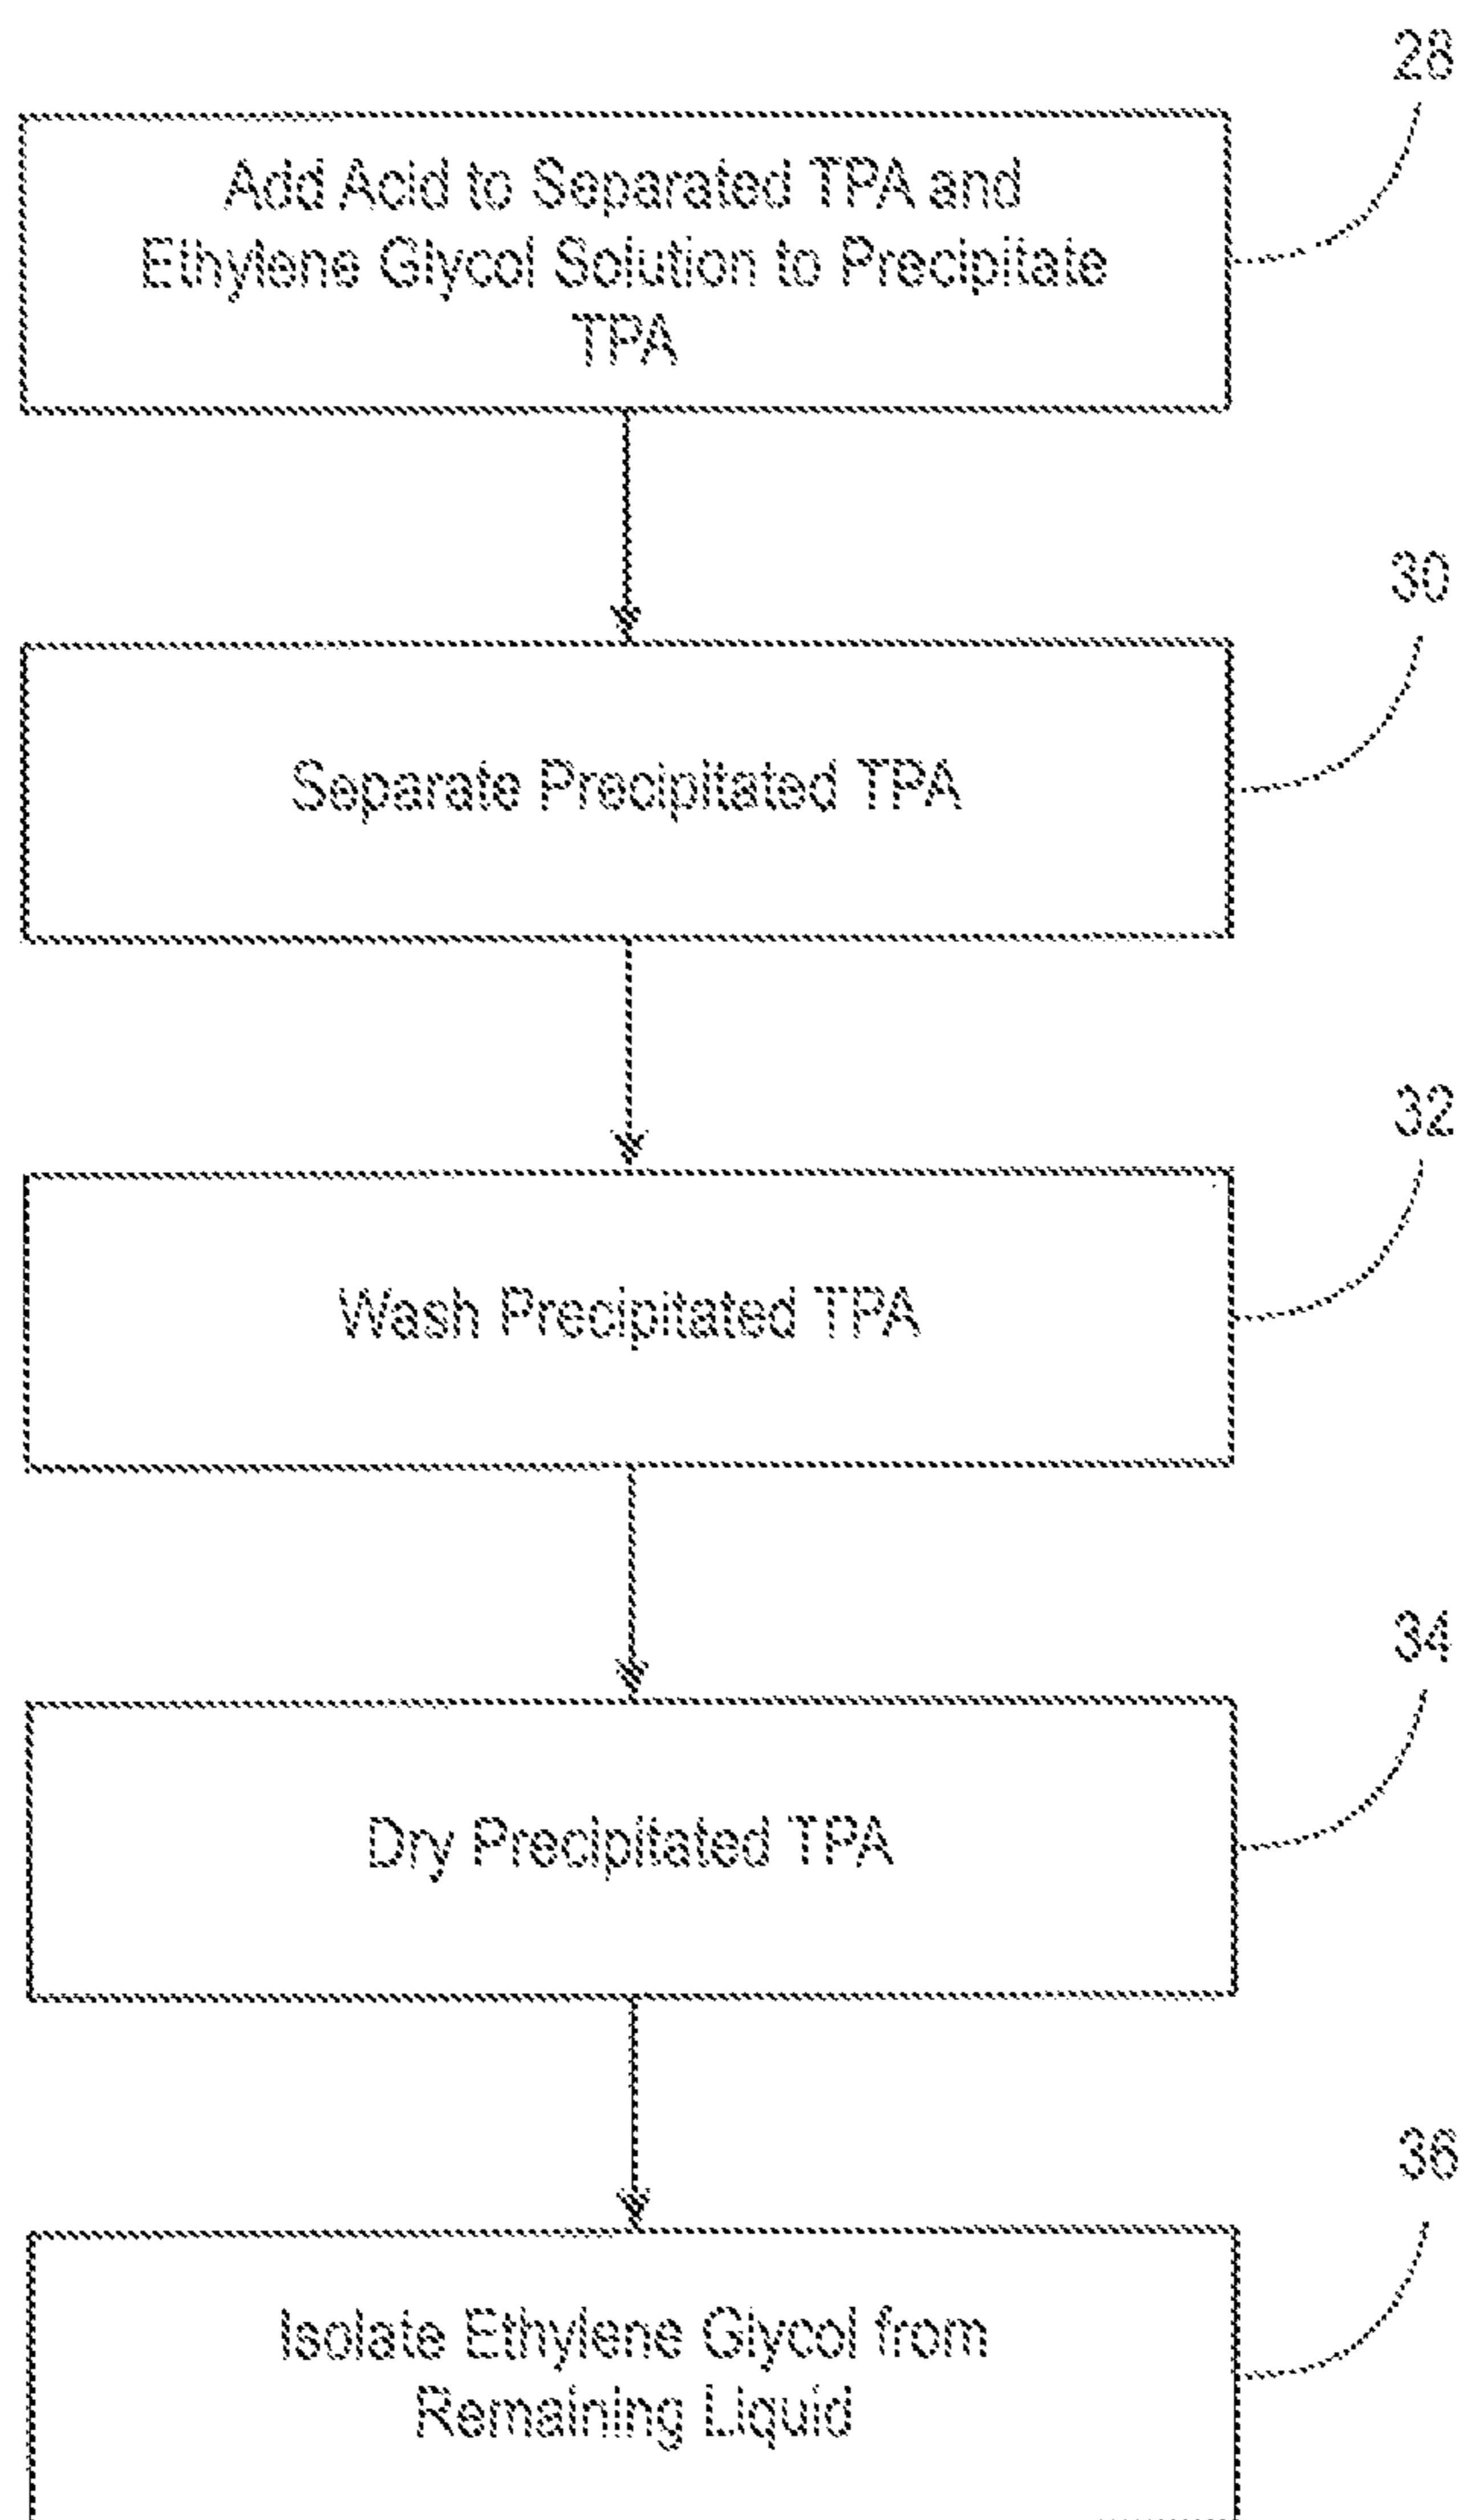 28
Add Acid to Separated TPA and
Ethylene Glycol Solution to Precipitate
TPA
30
Separate Precipitated TPA
32
Wash Precipitated TPA
34
Dry Precipitated TPA
36
Isolate Ethylene Glycol from
Remaining Liquid